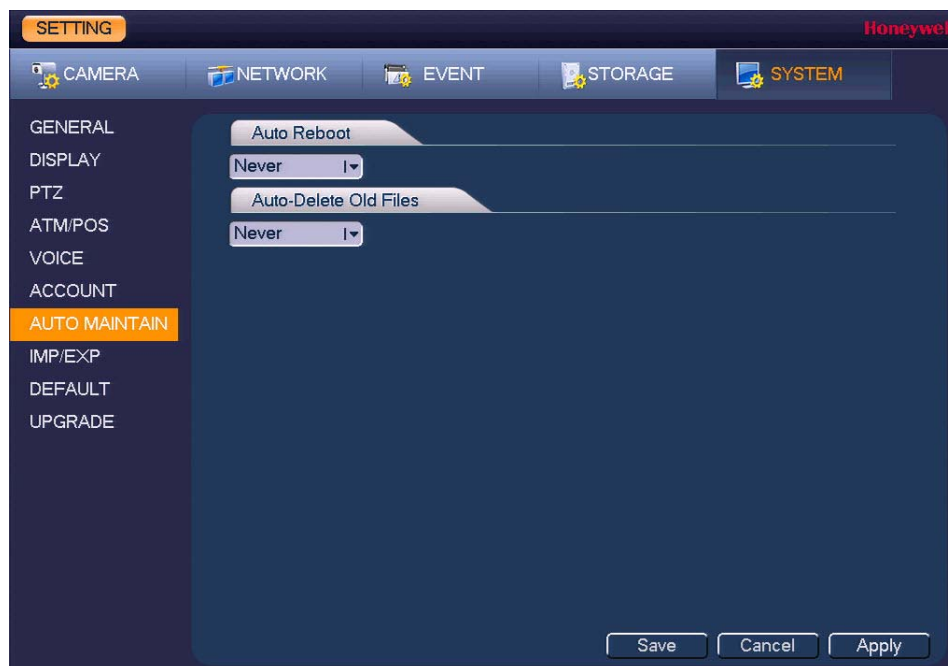 SETTING
Honeywel
CAMERA NETWORK EVENT STORAGE SYSTEM
GENERAL
DISPLAY
PTZ
ATM/POS
VOICE
ACCOUNT
AUTO MAINTAIN
IMP/EXP
DEFAULT
UPGRADE
Auto Reboot
Never
Auto-Delete Old Files
Never
Save Cancel Apply